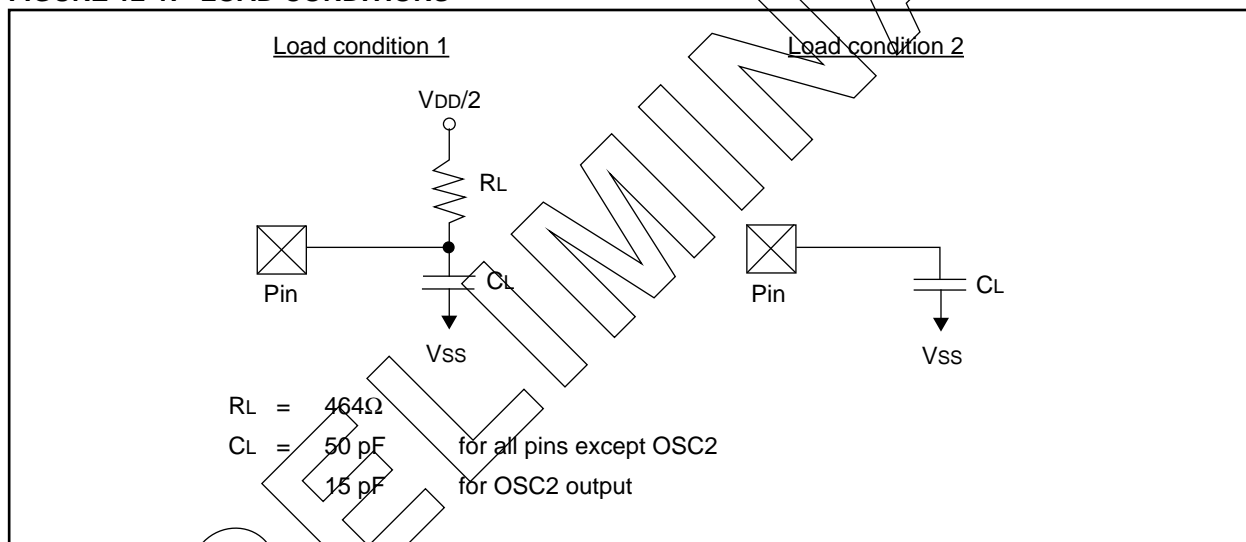 Load condition 1
Load condition 2
VDD/2
RL
CL
Pin
VSS
Pin
CL
VSS
RL = 464Ω
CL = 50 pF for all pins except OSC2
15 pF for OSC2 output
ELIMIN